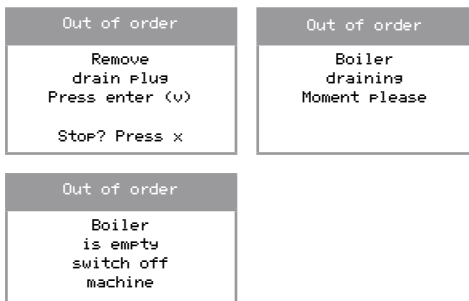 Out of order
Remove
drain plug
Press enter (v)
Stop? Press x
Out of order
Boiler
draining
Moment please
Out of order
Boiler
is empty
switch off
machine